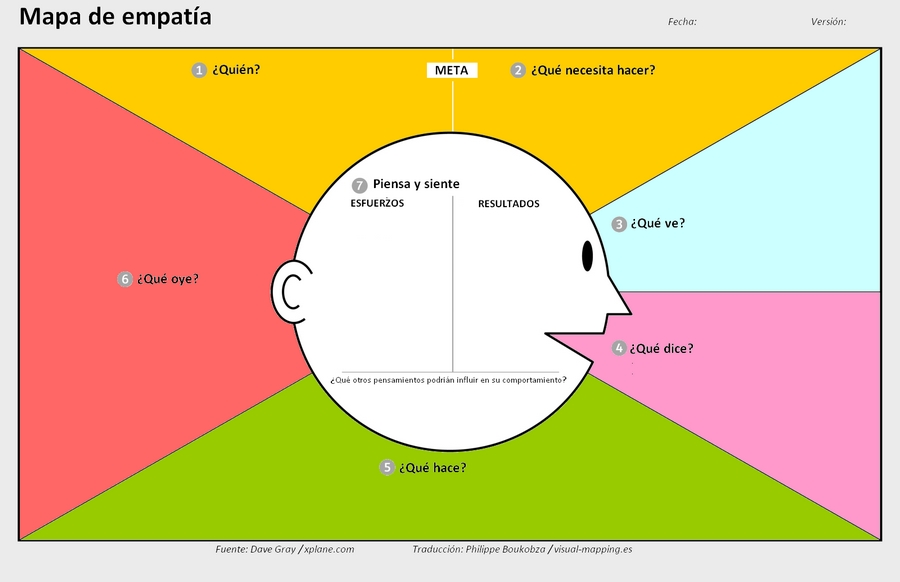 Mapa de empatía
Fecha:
Versión:
1 ¿Quién?
META
2 ¿Qué necesita hacer?
7 Piensa y siente
ESFUERZOS
RESULTADOS
3 ¿Qué ve?
6 ¿Qué oye?
4 ¿Qué dice?
¿Qué otros pensamientos podrián influir en su comportamiento?
5 ¿Qué hace?
Fuente: Dave Gray / xplane.com
Traducción: Philippe Boukobza / visual-mapping.es